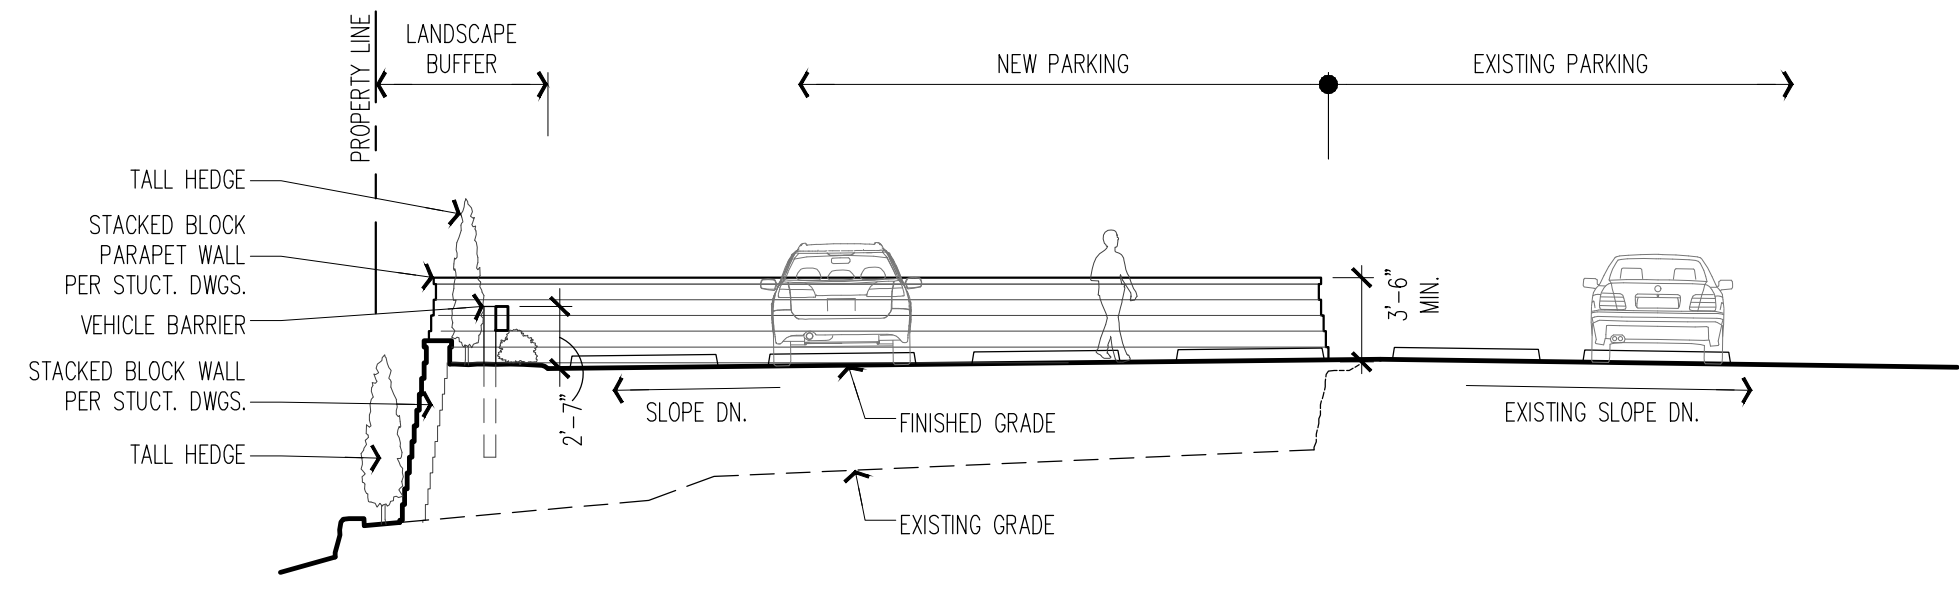 PROPERTY LINE
LANDSCAPE
BUFFER
NEW PARKING
EXISTING PARKING
TALL HEDGE
STACKED BLOCK
PARAPET WALL
PER STUCT. DWGS.
VEHICLE BARRIER
STACKED BLOCK WALL
PER STUCT. DWGS.
TALL HEDGE
2'-7"
SLOPE DN.
FINISHED GRADE
EXISTING GRADE
3'-6"
MIN.
EXISTING SLOPE DN.